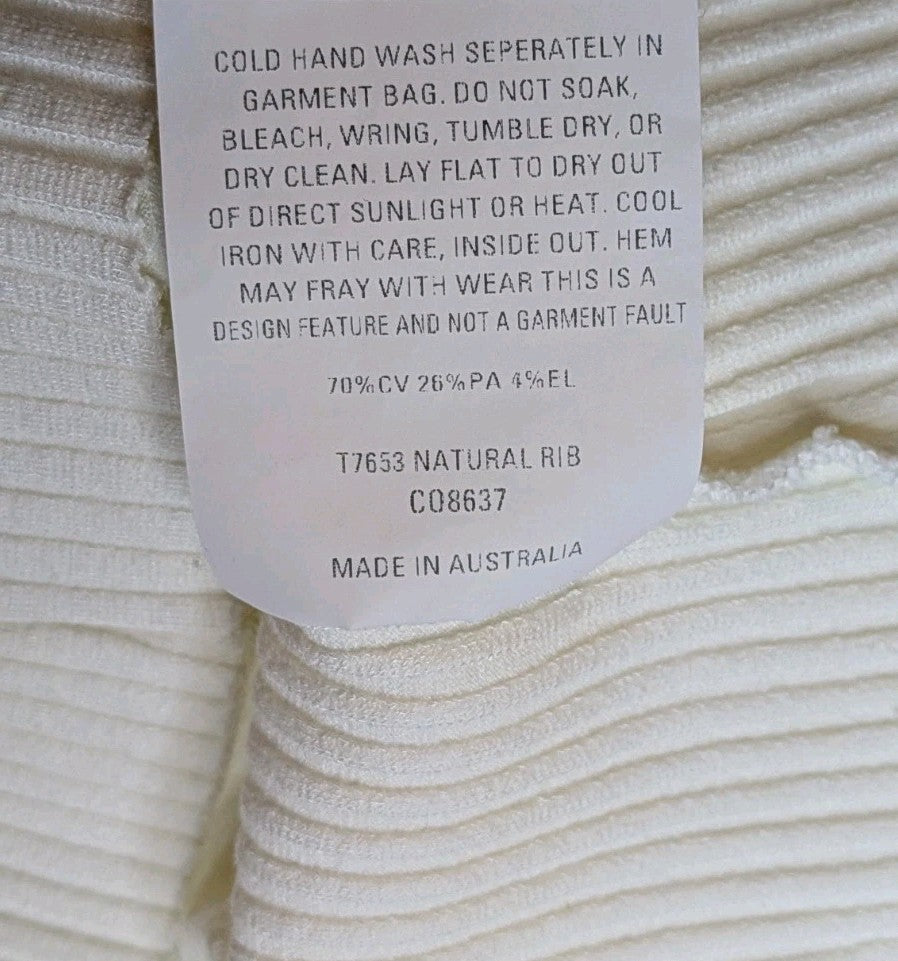 COLD HAND WASH SEPERATELY IN
GARMENT BAG. DO NOT SOAK,
BLEACH, WRING, TUMBLE DRY, OR
DRY CLEAN. LAY FLAT TO DRY OUT
OF DIRECT SUNLIGHT OR HEAT. COOL
IRON WITH CARE, INSIDE OUT. HEM
MAY FRAY WITH WEAR THIS IS A
DESIGN FEATURE AND NOT A GARMENT FAULT
70%CV 26%PA 4%EL
T7653 NATURAL RIB
CO8637
MADE IN AUSTRALIA